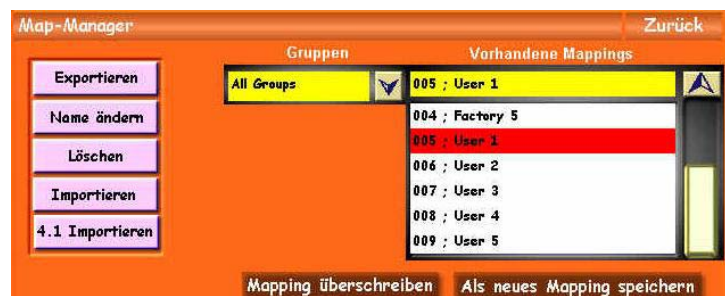 Map-Manager
Zurück
Gruppen
Vorhandene Mappings
Exportieren
Name ändern
Löschen
Importieren
4.1 Importieren
All Groups
005 ; User 1
004 ; Factory 5
005 ; User 1
006 ; User 2
007 ; User 3
008 ; User 4
009 ; User 5
Mapping überschreiben
Als neues Mapping speichern